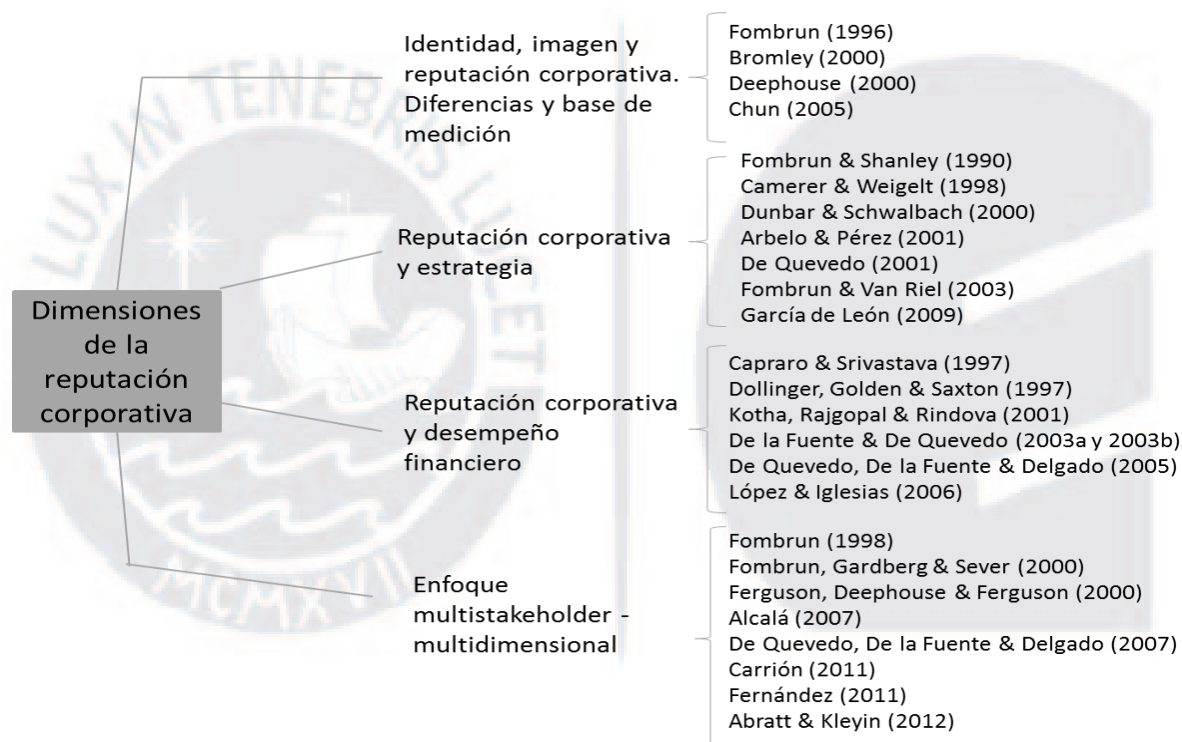 Dimensiones
de la
reputación
corporativa
Identidad, imagen y
reputación corporativa.
Diferencias y base de
medición
Fombrun (1996)
Bromley (2000)
Deephouse (2000)
Chun (2005)
Reputación corporativa
y estrategia
Fombrun & Shanley (1990)
Camerer & Weigelt (1998)
Dunbar & Schwalbach (2000)
Arbelo & Pérez (2001)
De Quevedo (2001)
Fombrun & Van Riel (2003)
García de León (2009)
Reputación corporativa
y desempeño
financiero
Capraro & Srivastava (1997)
Dollinger, Golden & Saxton (1997)
Kotha, Rajgopal & Rindova (2001)
De la Fuente & De Quevedo (2003a y 2003b)
De Quevedo, De la Fuente & Delgado (2005)
López & Iglesias (2006)
Enfoque
multistakeholder -
multidimensional
Fombrun (1998)
Fombrun, Gardberg & Sever (2000)
Ferguson, Deephouse & Ferguson (2000)
Alcalá (2007)
De Quevedo, De la Fuente & Delgado (2007)
Carrión (2011)
Fernández (2011)
Abratt & Kleyin (2012)
LUX IN TENEBRIS LUCET
MCMXVII